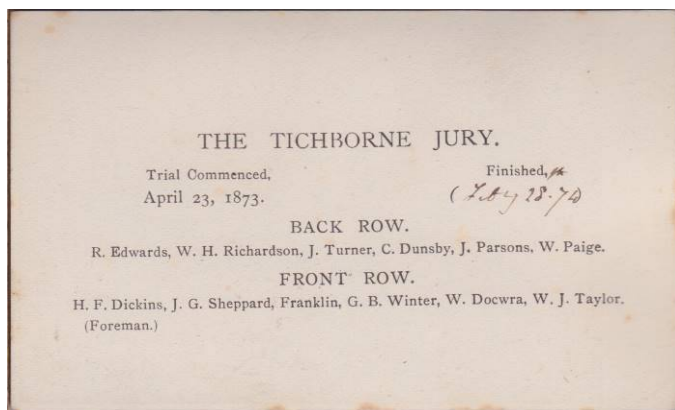 THE TICHBORNE JURY.
Trial Commenced, Finished,
April 23, 1873. (Feby 28.74)
BACK ROW.
R. Edwards, W. H. Richardson, J. Turner, C. Dunsby, J. Parsons, W. Paige.
FRONT ROW.
H. F. Dickins, J. G. Sheppard, Franklin, G. B. Winter, W. Docwra, W. J. Taylor.
(Foreman.)